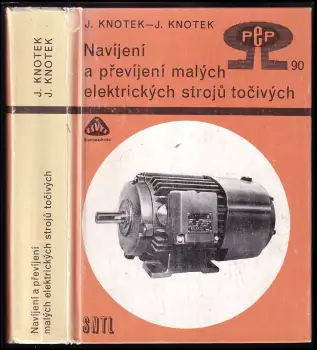 J. KNOTEK
J. KNOTEK
Navíjení a převíjení
malých elektrických strojů točivých
J. KNOTEK–J. KNOTEK
PeP
90
Navíjení
a převíjení malých
elektrických strojů točivých
SNTL